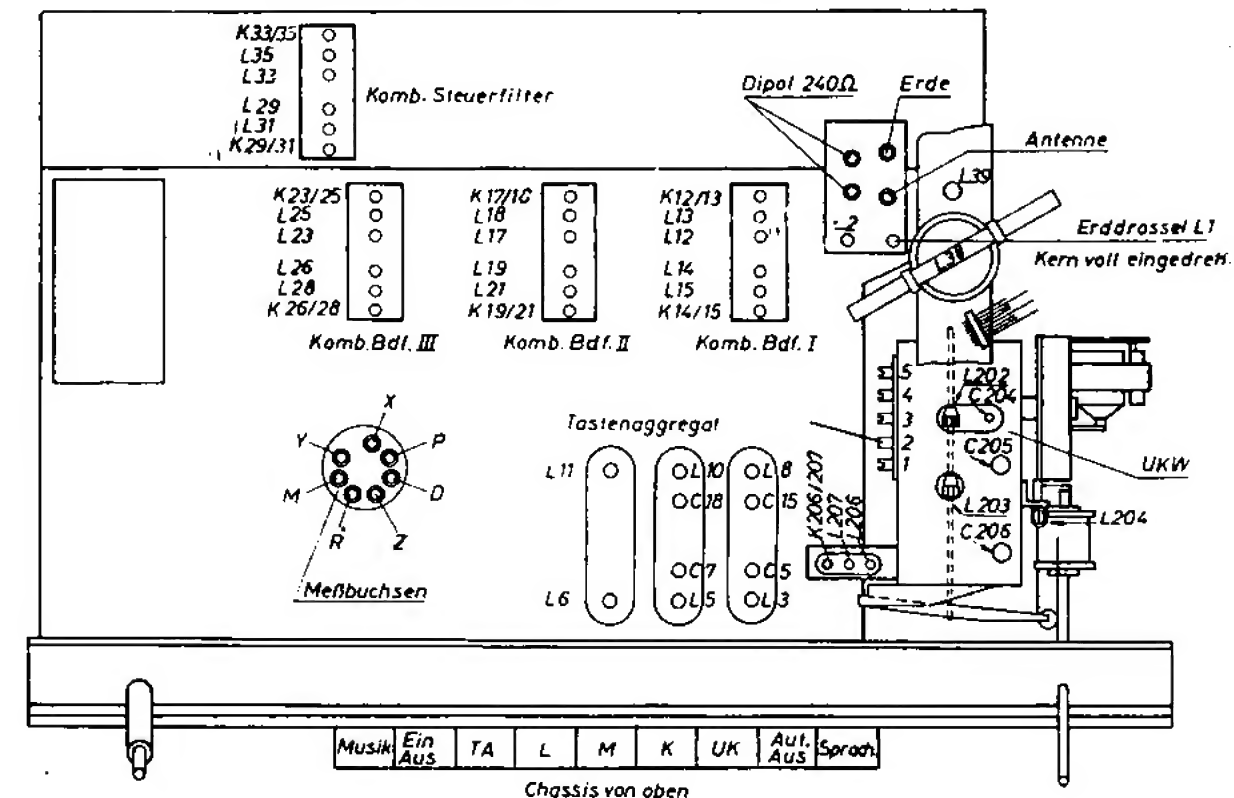 K33/35
L35
L33
L29
L31
K29/31
Komb. Steuerfilter
Dipol 240Ω
Erde
Antenne
L39
L38
Erddrossel L1
Kern voll eingedreht.
K23/25
L25
L23
L26
L28
K26/28
Komb. Bdf. III
K17/18
L18
L17
L19
L21
K19/21
Komb. Bdf. II
K12/13
L13
L12
L14
L15
K14/15
Komb. Bdf. I
5
4
3
2
1
L202
C204
C205
UKW
L203
C206
L204
K206/207
L207
L206
X
Y
P
M
D
R
Z
Meßbuchsen
Tastenaggregat
L11
L6
L10
C18
C7
L5
L8
C15
C5
L3
Musik
Ein Aus
TA
L
M
K
UK
Aut. Aus
Sprach.
Chassis von oben